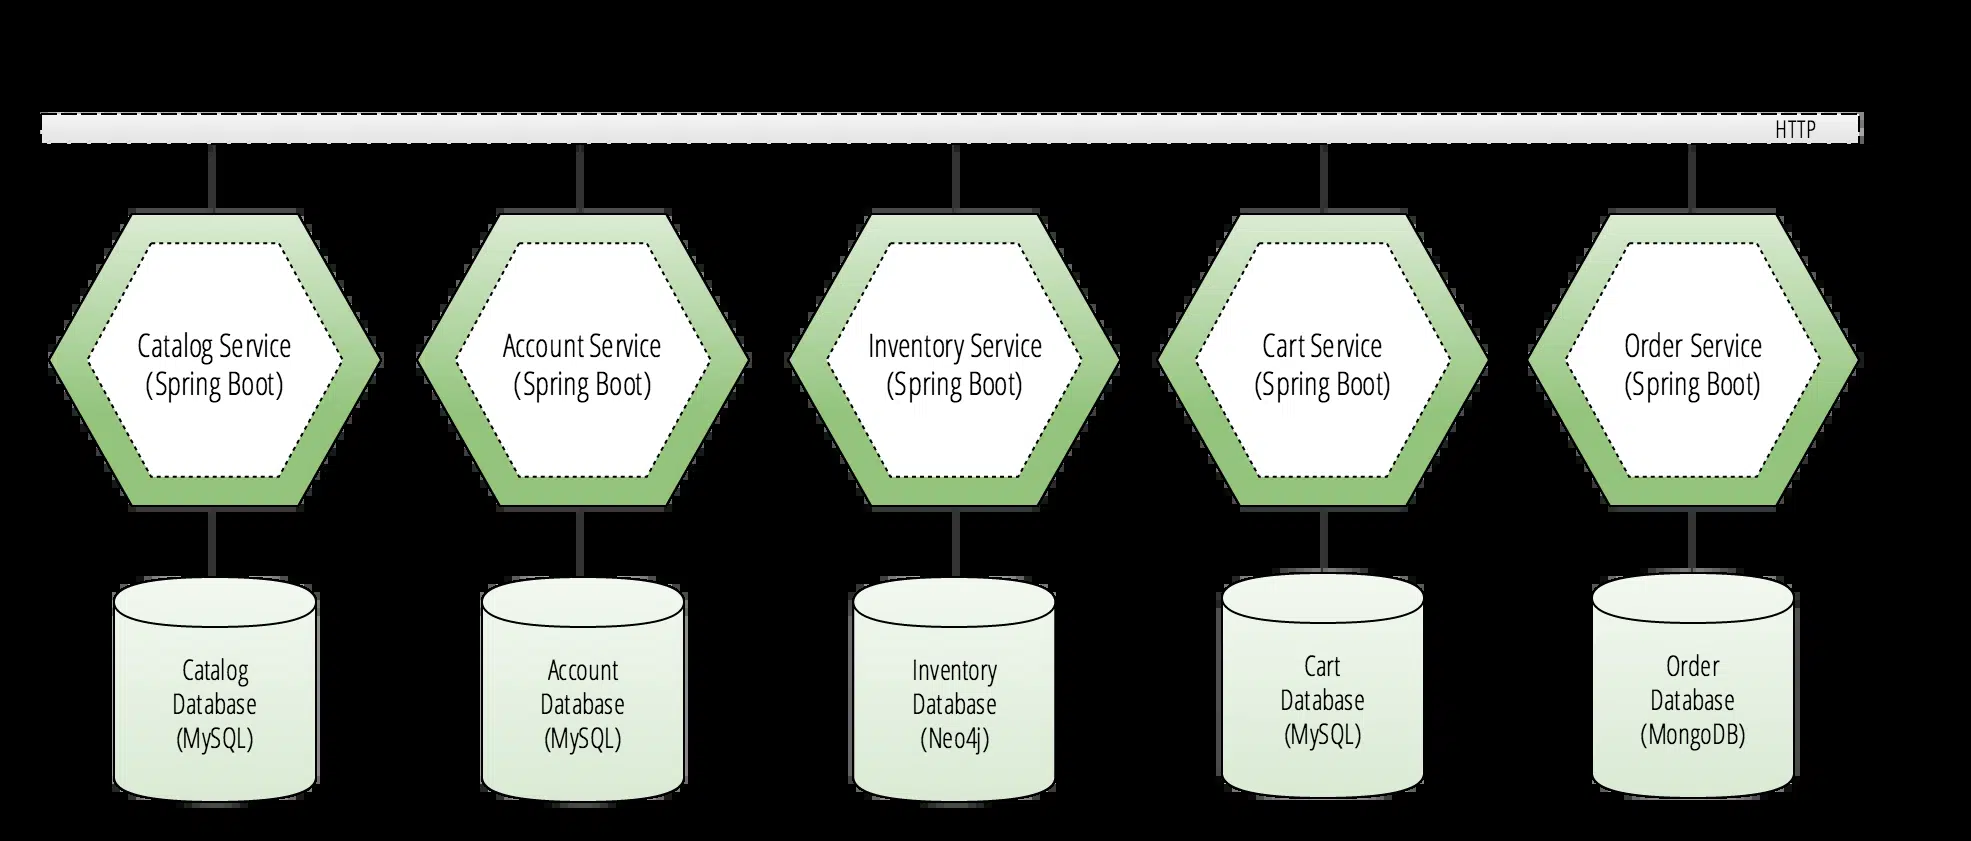 HTTP
Catalog Service
(Spring Boot)
Account Service
(Spring Boot)
Inventory Service
(Spring Boot)
Cart Service
(Spring Boot)
Order Service
(Spring Boot)
Catalog
Database
(MySQL)
Account
Database
(MySQL)
Inventory
Database
(Neo4j)
Cart
Database
(MySQL)
Order
Database
(MongoDB)